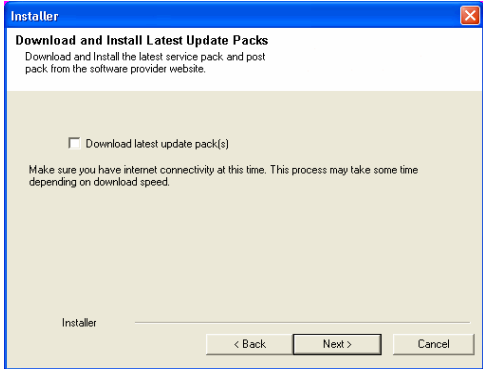 Installer
Download and Install Latest Update Packs
Download and Install the latest service pack and post
pack from the software provider website.
Download latest update pack(s)
Make sure you have internet connectivity at this time. This process may take some time
depending on download speed.
Installer
< Back
Next >
Cancel